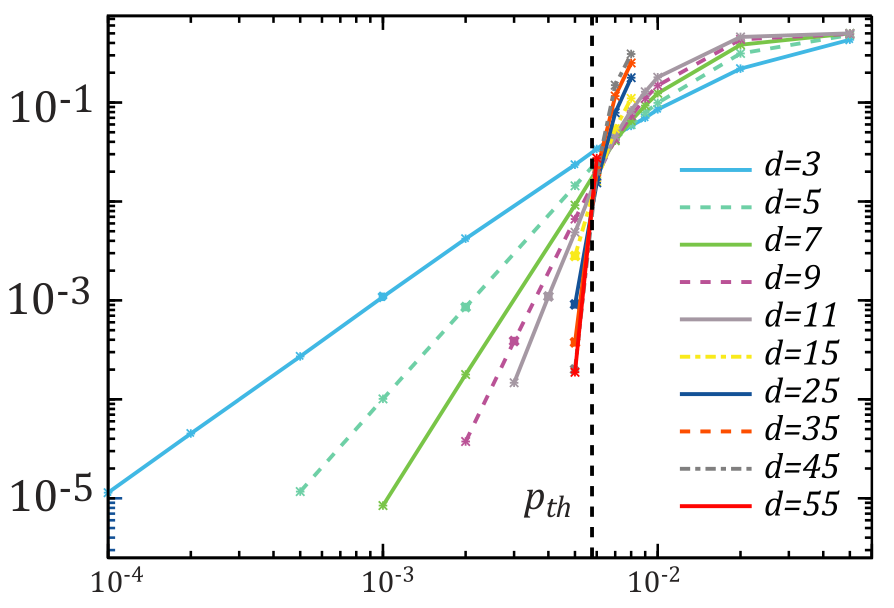 10⁻¹
10⁻³
10⁻⁵
d=3
d=5
d=7
d=9
d=11
d=15
d=25
d=35
d=45
d=55
pₜₕ
10⁻⁴
10⁻³
10⁻²